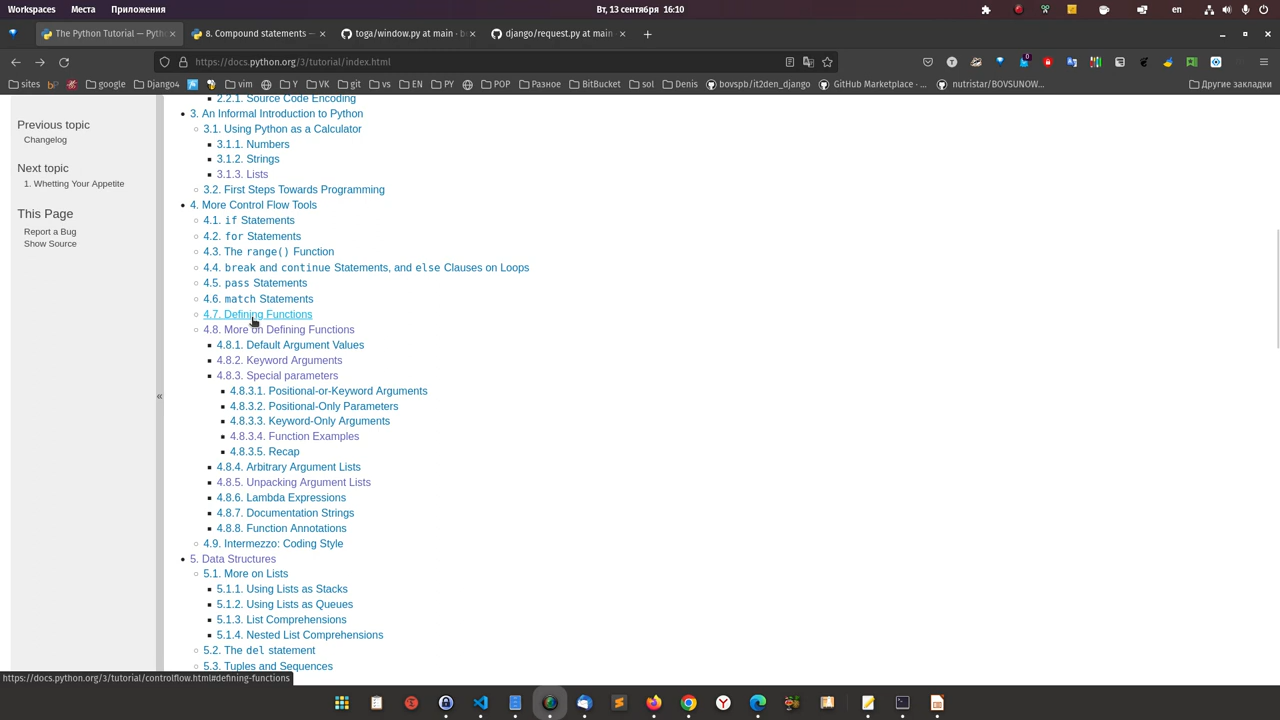 Workspaces Места Приложения Вт, 13 сентября 16:10 en
The Python Tutorial — Pyth 8. Compound statements — toga/window.py at main · b django/request.py at main
https://docs.python.org/3/tutorial/index.html
sites google Django4 vim Y VK vs EN PY POP Разное BitBucket sol Denis bovspb/it2den_django GitHub Marketplace · ... nutristar/BOVSUNOW... Другие закладки
Previous topic
Changelog
Next topic
1. Whetting Your Appetite
This Page
Report a Bug
Show Source
«
2.2.1. Source Code Encoding
3. An Informal Introduction to Python
3.1. Using Python as a Calculator
3.1.1. Numbers
3.1.2. Strings
3.1.3. Lists
3.2. First Steps Towards Programming
4. More Control Flow Tools
4.1. if Statements
4.2. for Statements
4.3. The range() Function
4.4. break and continue Statements, and else Clauses on Loops
4.5. pass Statements
4.6. match Statements
4.7. Defining Functions
4.8. More on Defining Functions
4.8.1. Default Argument Values
4.8.2. Keyword Arguments
4.8.3. Special parameters
4.8.3.1. Positional-or-Keyword Arguments
4.8.3.2. Positional-Only Parameters
4.8.3.3. Keyword-Only Arguments
4.8.3.4. Function Examples
4.8.3.5. Recap
4.8.4. Arbitrary Argument Lists
4.8.5. Unpacking Argument Lists
4.8.6. Lambda Expressions
4.8.7. Documentation Strings
4.8.8. Function Annotations
4.9. Intermezzo: Coding Style
5. Data Structures
5.1. More on Lists
5.1.1. Using Lists as Stacks
5.1.2. Using Lists as Queues
5.1.3. List Comprehensions
5.1.4. Nested List Comprehensions
5.2. The del statement
5.3. Tuples and Sequences
https://docs.python.org/3/tutorial/controlflow.html#defining-functions